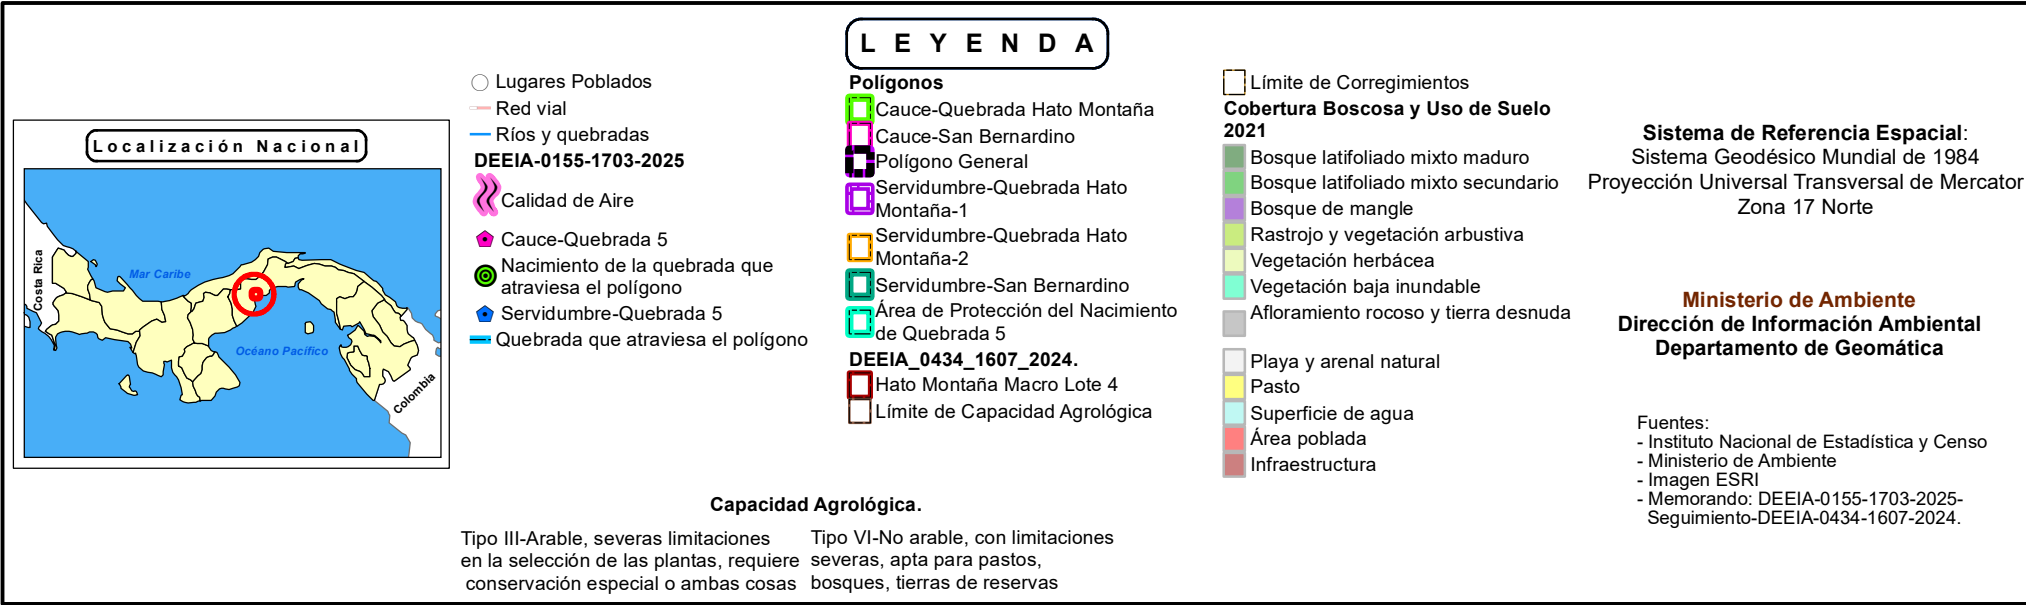 Localización Nacional
Costa Rica
Mar Caribe
Océano Pacífico
Colombia
LEYENDA
Lugares Poblados
Red vial
Ríos y quebradas
DEEIA-0155-1703-2025
Calidad de Aire
Cauce-Quebrada 5
Nacimiento de la quebrada que
atraviesa el polígono
Servidumbre-Quebrada 5
Quebrada que atraviesa el polígono
Polígonos
Cauce-Quebrada Hato Montaña
Cauce-San Bernardino
Polígono General
Servidumbre-Quebrada Hato
Montaña-1
Servidumbre-Quebrada Hato
Montaña-2
Servidumbre-San Bernardino
Área de Protección del Nacimiento
de Quebrada 5
DEEIA_0434_1607_2024.
Hato Montaña Macro Lote 4
Límite de Capacidad Agrológica
Límite de Corregimientos
Cobertura Boscosa y Uso de Suelo
2021
Bosque latifoliado mixto maduro
Bosque latifoliado mixto secundario
Bosque de mangle
Rastrojo y vegetación arbustiva
Vegetación herbácea
Vegetación baja inundable
Afloramiento rocoso y tierra desnuda
Playa y arenal natural
Pasto
Superficie de agua
Área poblada
Infraestructura
Capacidad Agrológica.
Tipo III-Arable, severas limitaciones
en la selección de las plantas, requiere
conservación especial o ambas cosas
Tipo VI-No arable, con limitaciones
severas, apta para pastos,
bosques, tierras de reservas
Sistema de Referencia Espacial:
Sistema Geodésico Mundial de 1984
Proyección Universal Transversal de Mercator
Zona 17 Norte
Ministerio de Ambiente
Dirección de Información Ambiental
Departamento de Geomática
Fuentes:
- Instituto Nacional de Estadística y Censo
- Ministerio de Ambiente
- Imagen ESRI
- Memorando: DEEIA-0155-1703-2025-
Seguimiento-DEEIA-0434-1607-2024.